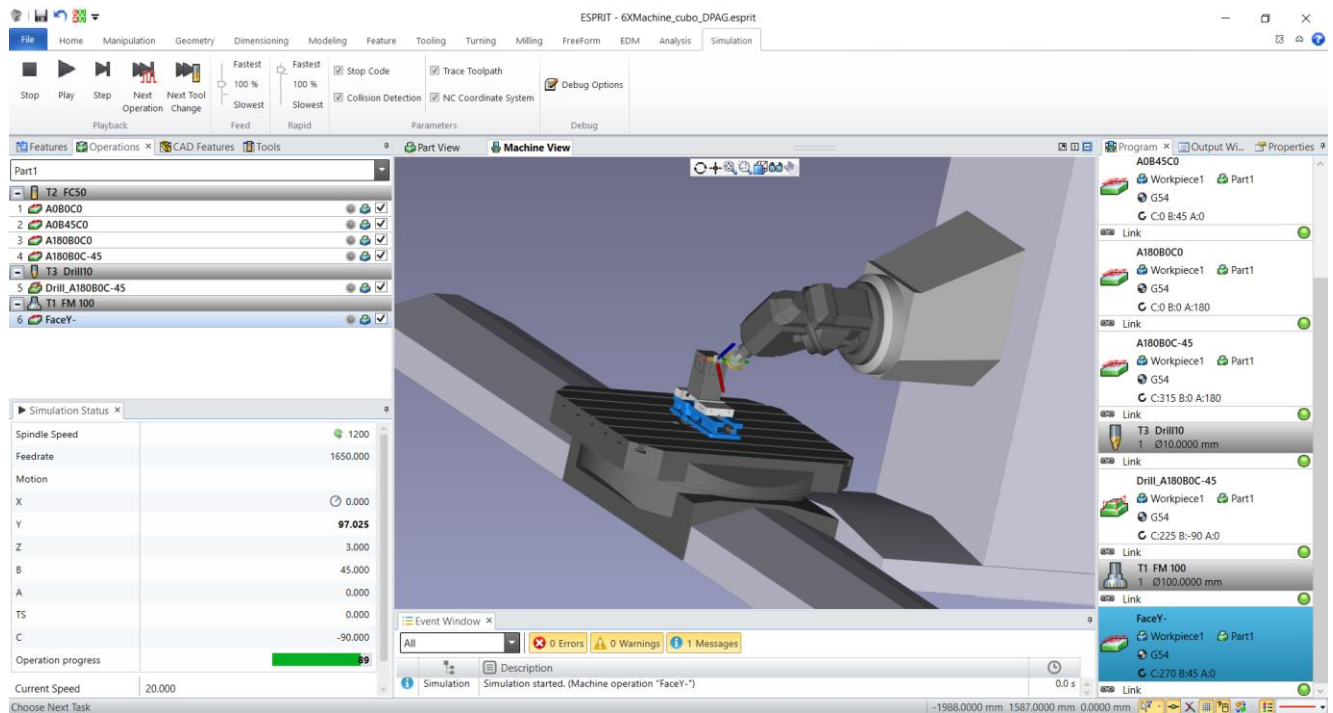 ESPRIT - 6XMachine_cubo_DPAG.esprit
File Home Manipulation Geometry Dimensioning Modeling Feature Tooling Turning Milling FreeForm EDM Analysis Simulation
Stop
Play
Step
Next Operation
Next Tool Change
Playback
Fastest
100 %
Slowest
Feed
Fastest
100 %
Slowest
Rapid
Stop Code
Trace Toolpath
Collision Detection
NC Coordinate System
Parameters
Debug Options
Debug
Features Operations CAD Features Tools
Part1
T2 FC50
1 A0B0C0
2 A0B45C0
3 A180B0C0
4 A180B0C-45
T3 Drill10
5 Drill_A180B0C-45
T1 FM 100
6 FaceY-
Simulation Status
Spindle Speed 1200
Feedrate 1650.000
Motion
X 0.000
Y 97.025
Z 3.000
B 45.000
A 0.000
TS 0.000
C -90.000
Operation progress 89
Current Speed 20.000
Part View Machine View
Event Window
All 0 Errors 0 Warnings 1 Messages
Description
Simulation Simulation started. (Machine operation "FaceY-") 0.0 s
Program Output Wi... Properties
A0B45C0
Workpiece1 Part1
G54
C:0 B:45 A:0
Link
A180B0C0
Workpiece1 Part1
G54
C:0 B:0 A:180
Link
A180B0C-45
Workpiece1 Part1
G54
C:315 B:0 A:180
Link
T3 Drill10
1 Ø10.0000 mm
Link
Drill_A180B0C-45
Workpiece1 Part1
G54
C:225 B:-90 A:0
Link
T1 FM 100
1 Ø100.0000 mm
Link
FaceY-
Workpiece1 Part1
G54
C:270 B:45 A:0
Link
Choose Next Task
-1988.0000 mm 1587.0000 mm 0.0000 mm